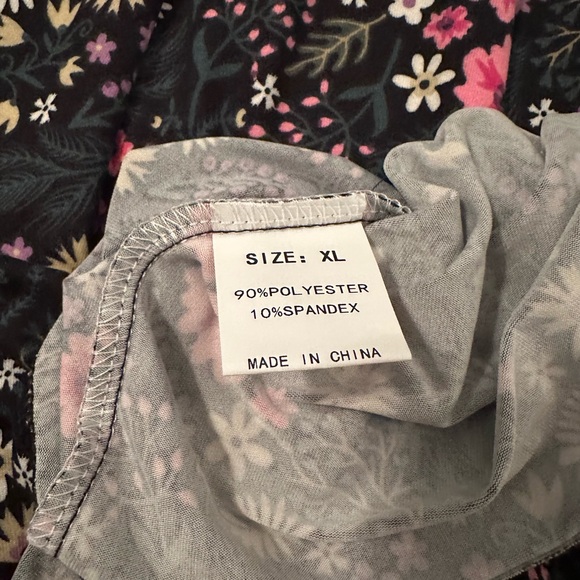 SIZE: XL
90%POLYESTER
10%SPANDEX
MADE IN CHINA